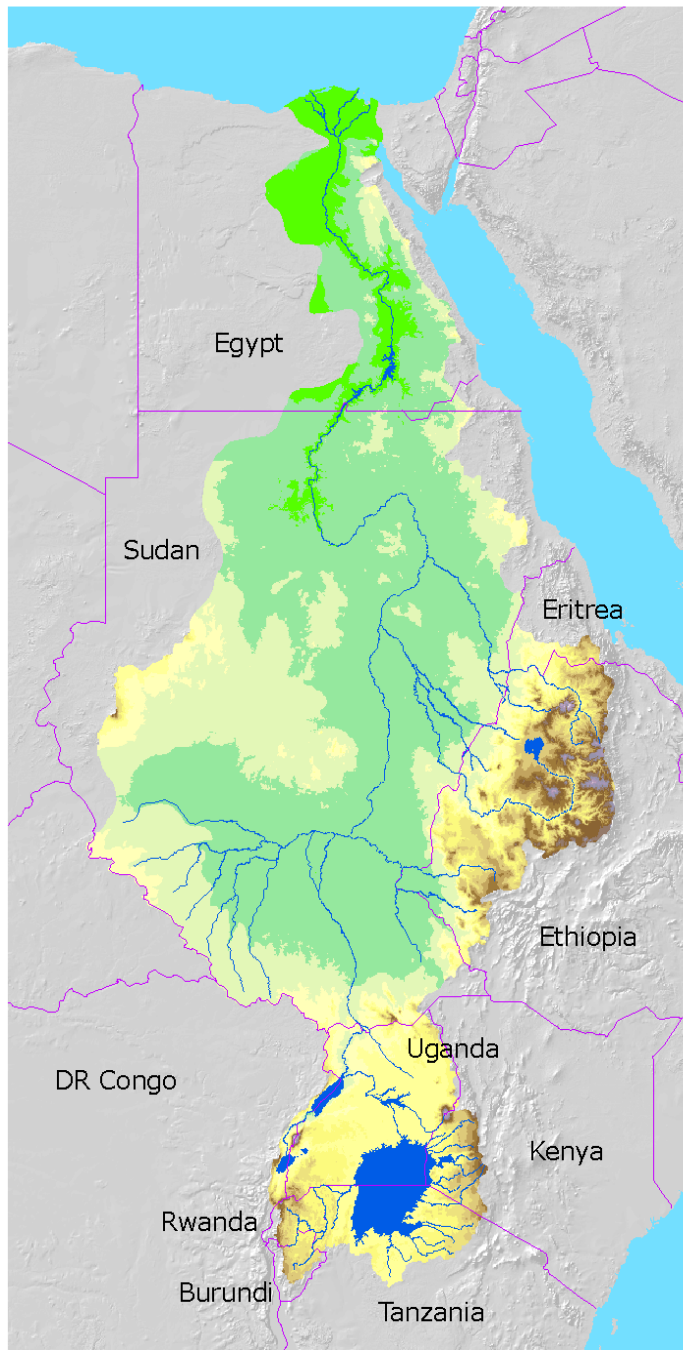 Egypt
Sudan
Eritrea
Ethiopia
Uganda
DR Congo
Kenya
Rwanda
Burundi
Tanzania